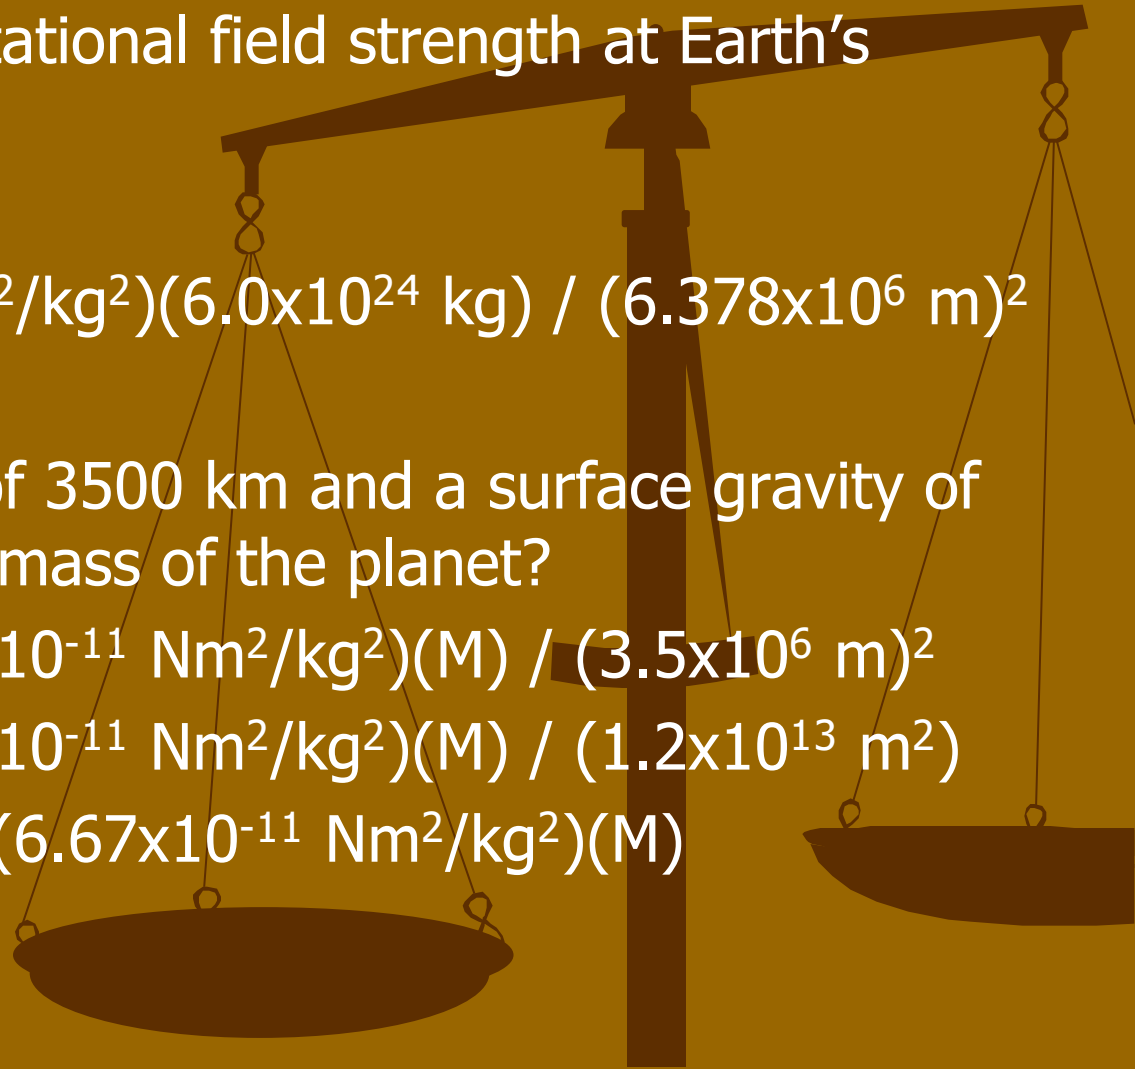 field strength at Earth’s
²/kg²)(6.0x10²⁴ kg) / (6.378x10⁶ m)²
of 3500 km and a surface gravity of
mass of the planet?
10⁻¹¹ Nm²/kg²)(M) / (3.5x10⁶ m)²
10⁻¹¹ Nm²/kg²)(M) / (1.2x10¹³ m²)
(6.67x10⁻¹¹ Nm²/kg²)(M)